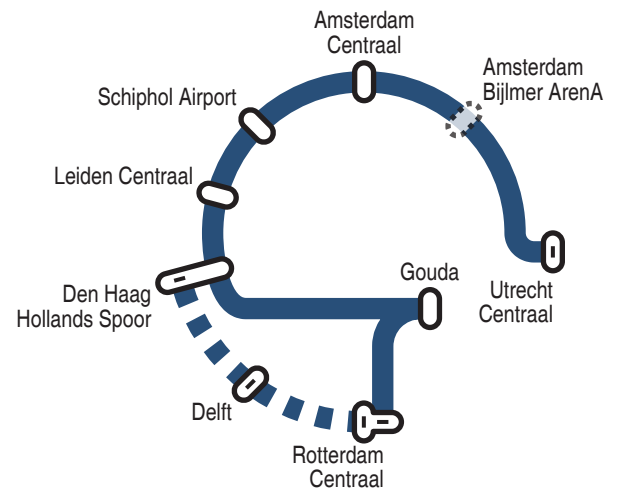 Amsterdam
Centraal
Amsterdam
Bijlmer ArenA
Schiphol Airport
Leiden Centraal
Den Haag
Hollands Spoor
Gouda
Utrecht
Centraal
Delft
Rotterdam
Centraal